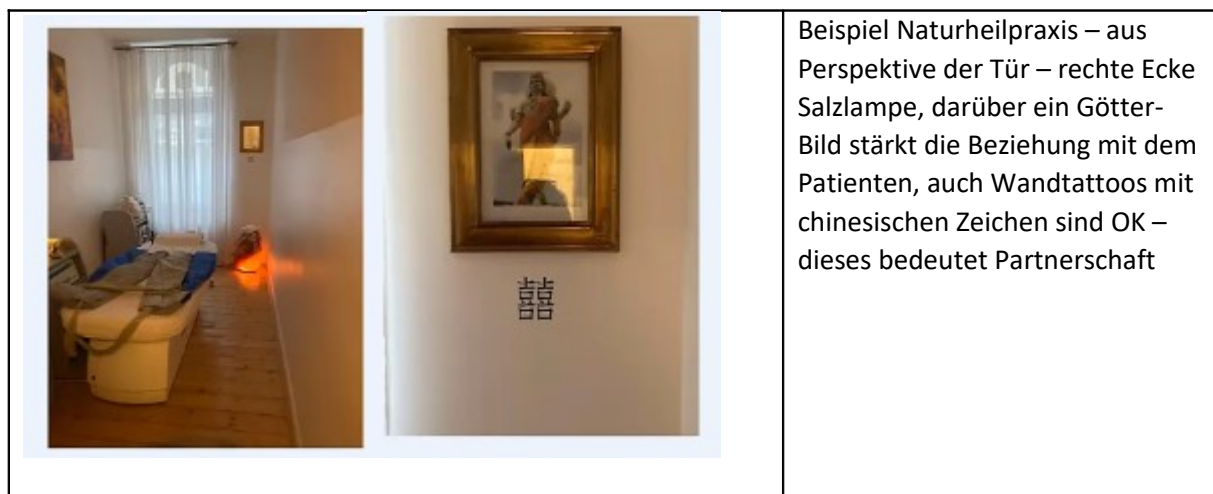 囍
Beispiel Naturheilpraxis – aus
Perspektive der Tür – rechte Ecke
Salzlampe, darüber ein Götter-
Bild stärkt die Beziehung mit dem
Patienten, auch Wandtattoos mit
chinesischen Zeichen sind OK –
dieses bedeutet Partnerschaft